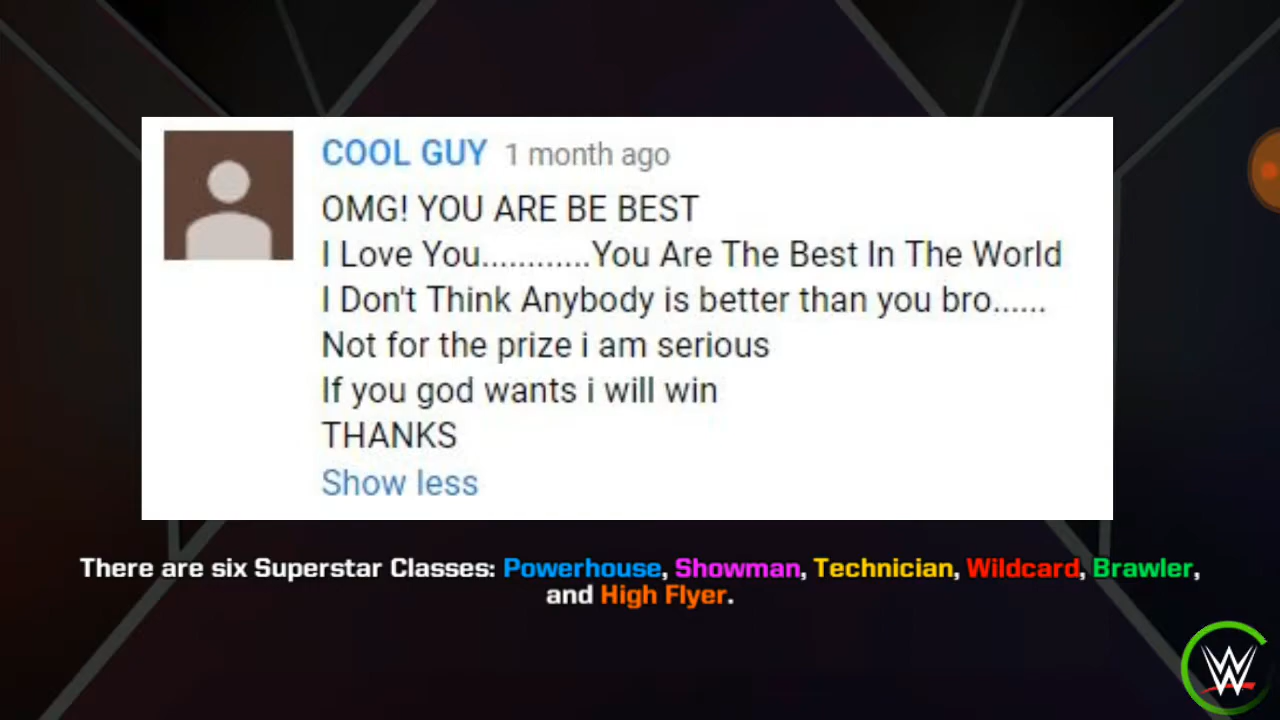 COOL GUY 1 month ago
OMG! YOU ARE BE BEST
I Love You............You Are The Best In The World
I Don't Think Anybody is better than you bro......
Not for the prize i am serious
If you god wants i will win
THANKS
Show less
There are six Superstar Classes: Powerhouse, Showman, Technician, Wildcard, Brawler,
and High Flyer.
W